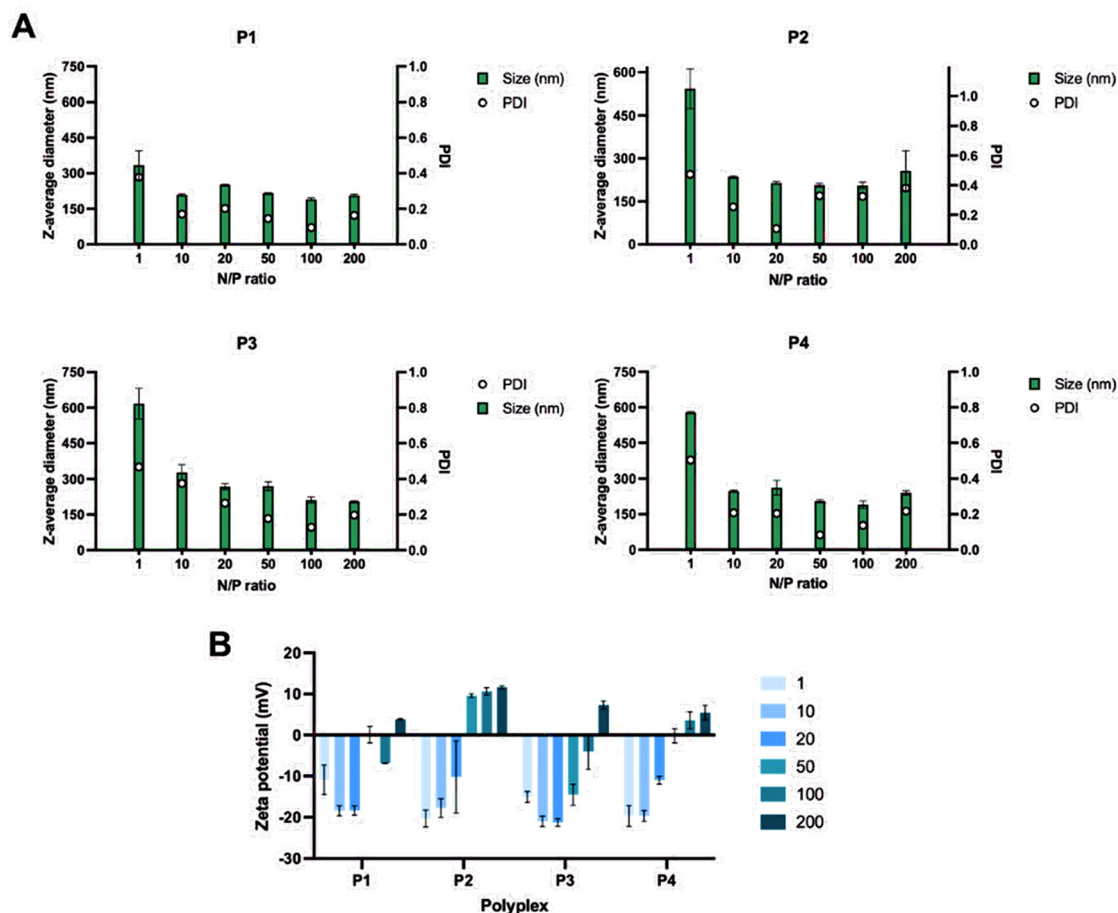 A
P1
750
600
450
300
150
0
Z-average diameter (nm)
1.0
0.8
0.6
0.4
0.2
0.0
PDI
Size (nm)
PDI
1 10 20 50 100 200
N/P ratio
P2
600
450
300
150
0
Z-average diameter (nm)
1.0
0.8
0.6
0.4
0.2
0.0
PDI
Size (nm)
PDI
1 10 20 50 100 200
N/P ratio
P3
750
600
450
300
150
0
Z-average diameter (nm)
1.0
0.8
0.6
0.4
0.2
0.0
PDI
PDI
Size (nm)
1 10 20 50 100 200
N/P ratio
P4
750
600
450
300
150
0
Z-average diameter (nm)
1.0
0.8
0.6
0.4
0.2
0.0
PDI
Size (nm)
PDI
1 10 20 50 100 200
N/P ratio
B
20
10
0
-10
-20
-30
Zeta potential (mV)
P1 P2 P3 P4
Polyplex
1
10
20
50
100
200